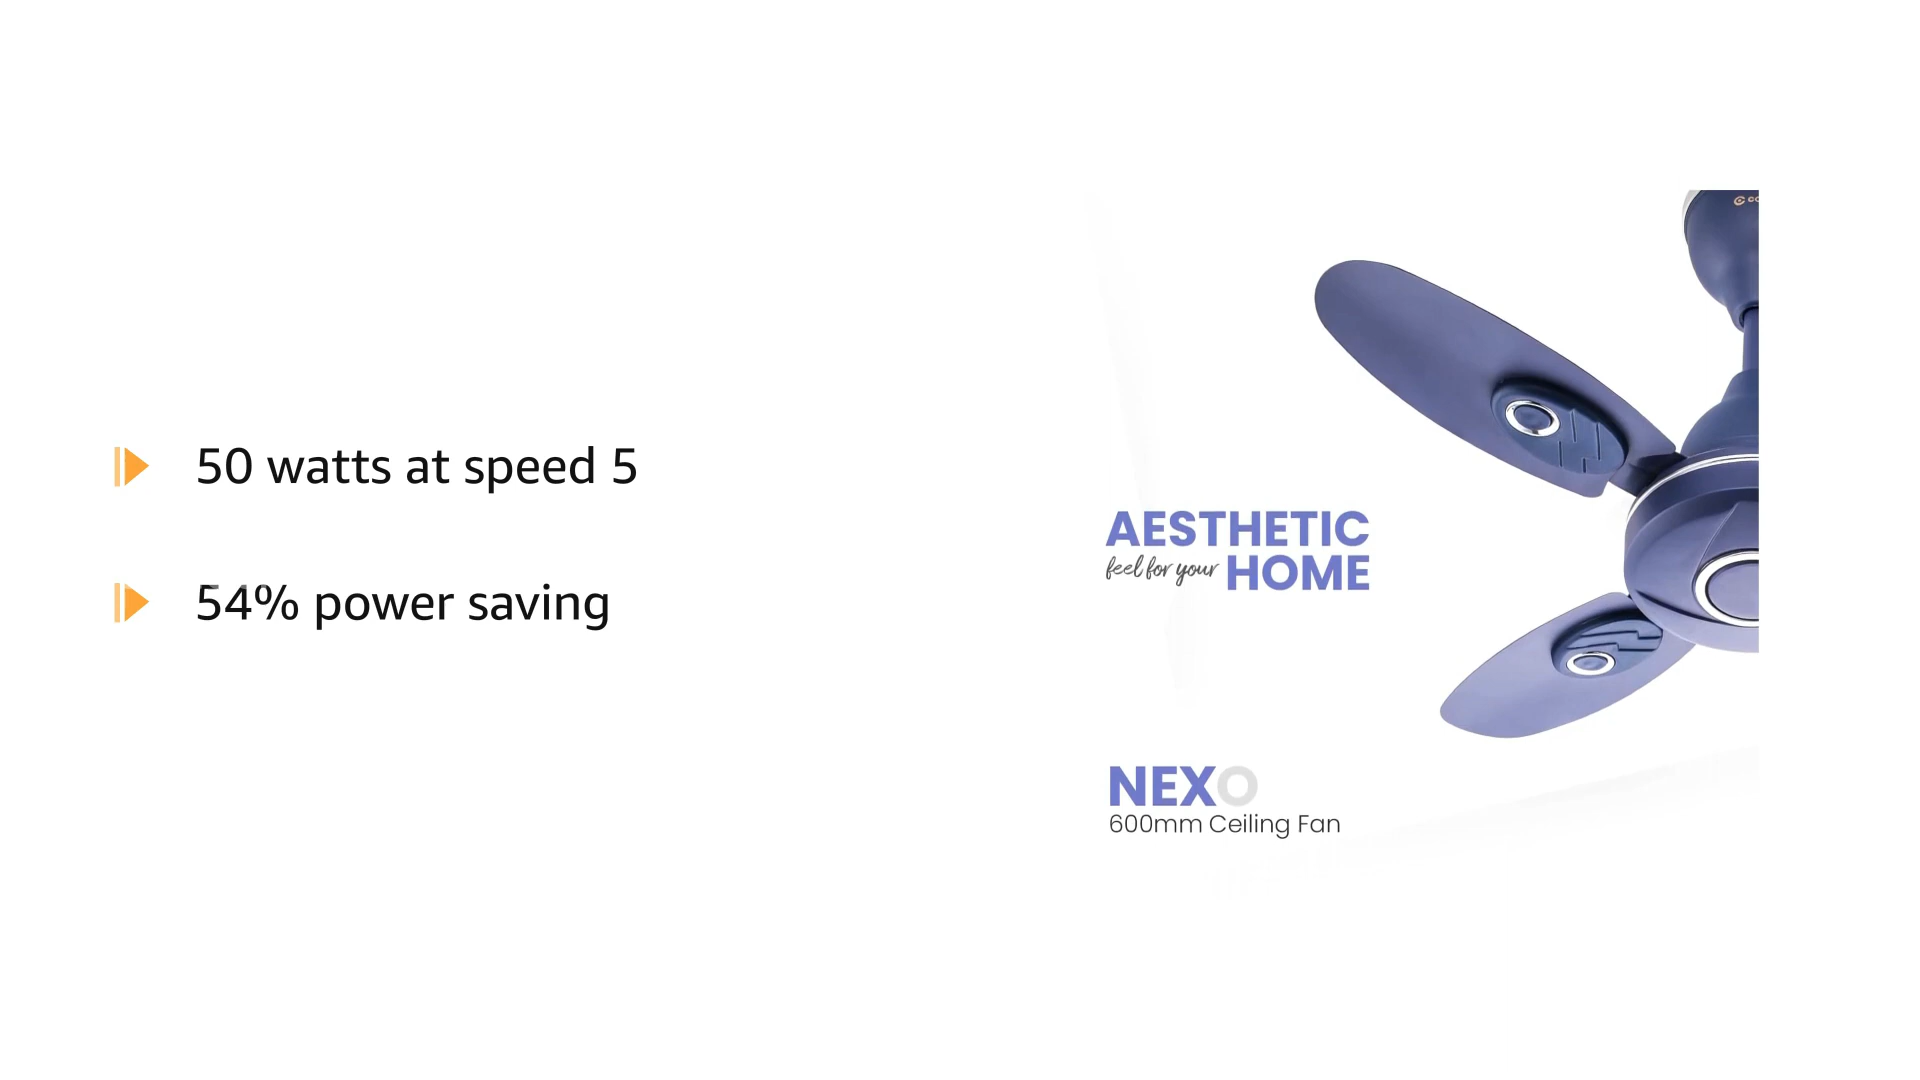 50 watts at speed 5
54% power saving
AESTHETIC
feel for your HOME
NEXO
600mm Ceiling Fan